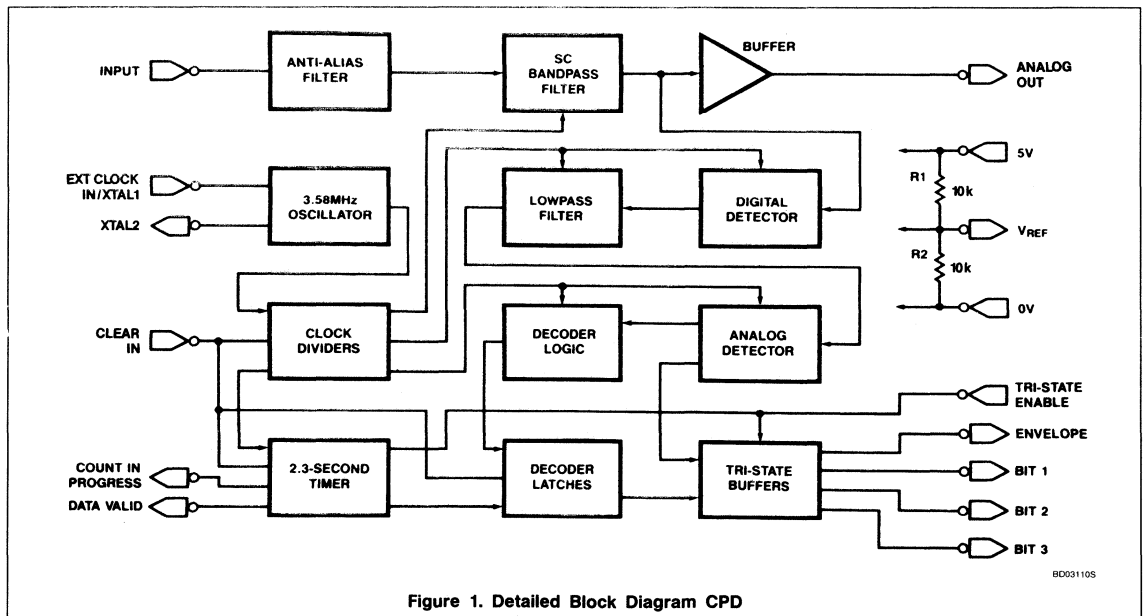 BUFFER
INPUT
ANTI-ALIAS
FILTER
SC
BANDPASS
FILTER
ANALOG
OUT
EXT CLOCK
IN/XTAL1
XTAL2
3.58MHz
OSCILLATOR
LOWPASS
FILTER
DIGITAL
DETECTOR
5V
R1
10k
VREF
R2
10k
0V
CLEAR
IN
CLOCK
DIVIDERS
DECODER
LOGIC
ANALOG
DETECTOR
TRI-STATE
ENABLE
ENVELOPE
COUNT IN
PROGRESS
DATA VALID
2.3-SECOND
TIMER
DECODER
LATCHES
TRI-STATE
BUFFERS
BIT 1
BIT 2
BIT 3
BD03110S
Figure 1. Detailed Block Diagram CPD